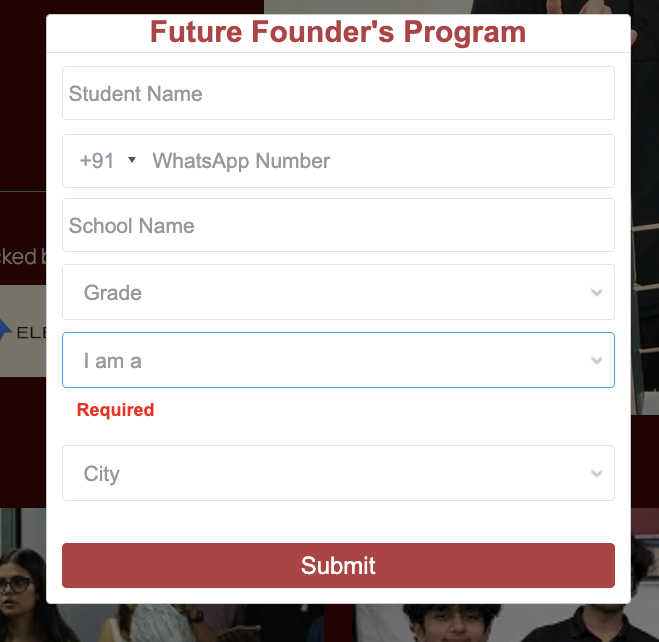 Future Founder's Program
Student Name
+91 WhatsApp Number
School Name
Grade
I am a
Required
City
Submit